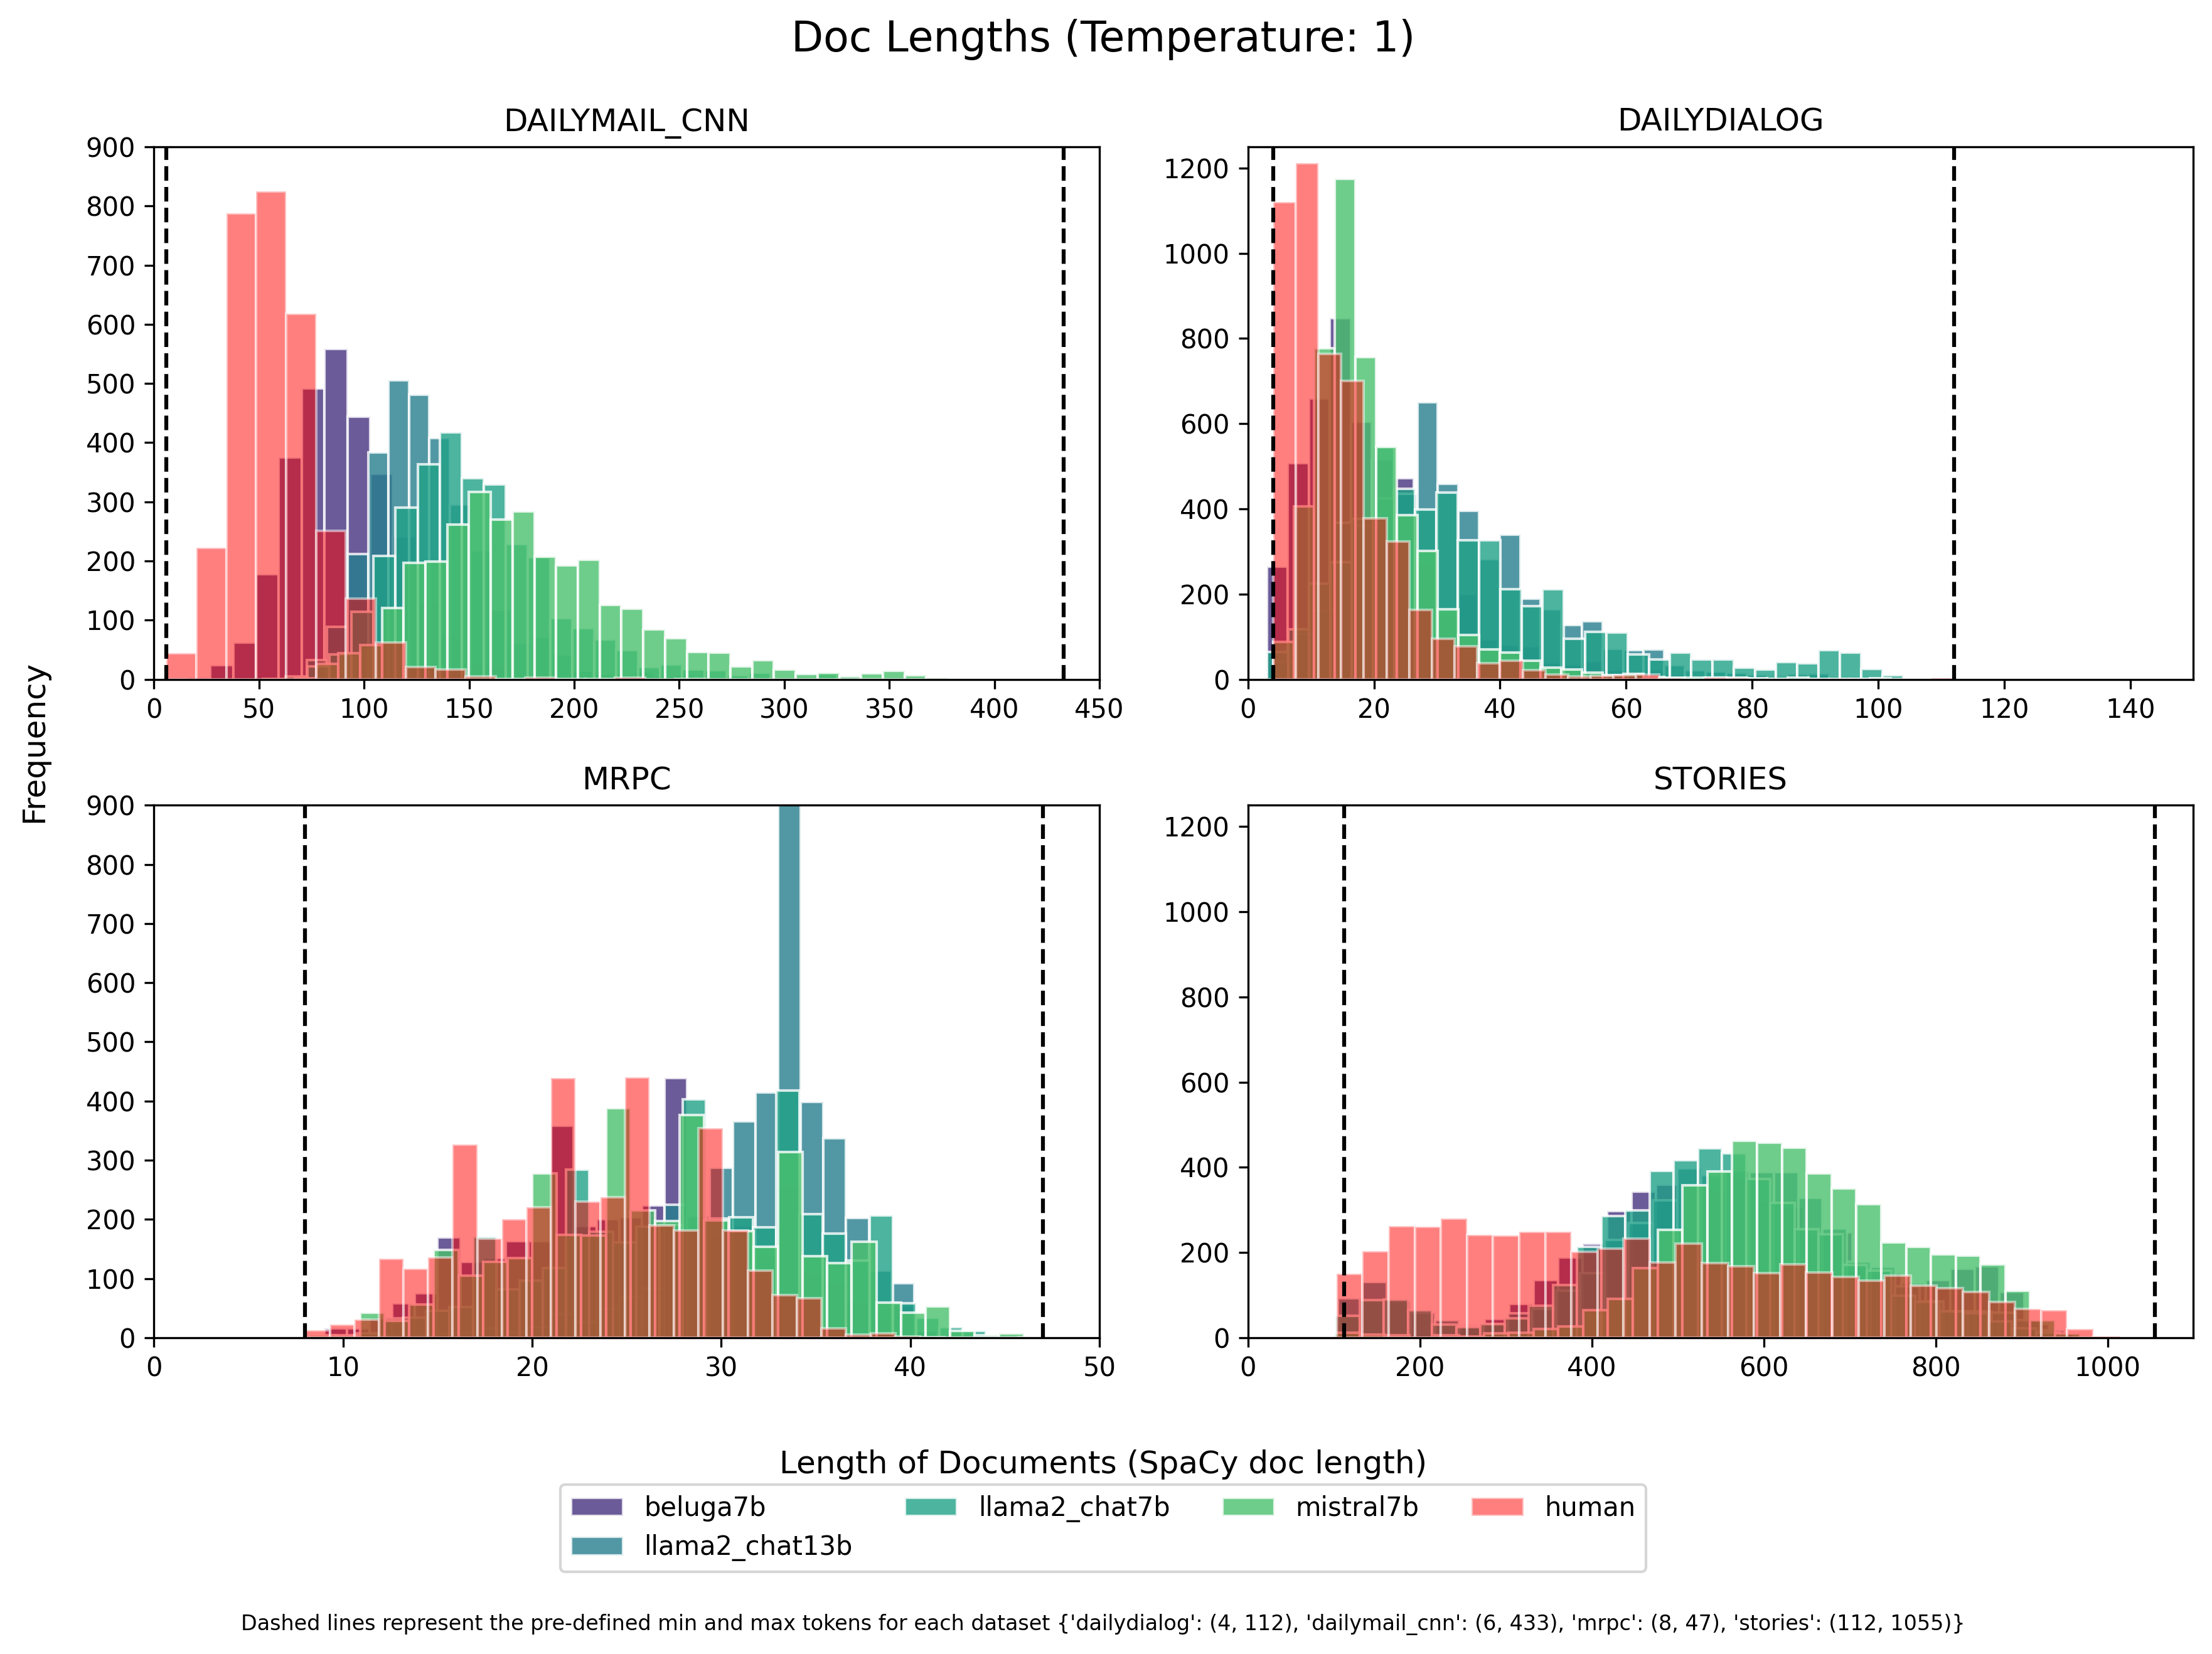 Doc Lengths (Temperature: 1)
DAILYMAIL_CNN
900
800
700
600
500
400
300
200
100
0
0 50 100 150 200 250 300 350 400 450
DAILYDIALOG
1200
1000
800
600
400
200
0
0 20 40 60 80 100 120 140
Frequency
MRPC
900
800
700
600
500
400
300
200
100
0
0 10 20 30 40 50
STORIES
1200
1000
800
600
400
200
0
0 200 400 600 800 1000
Length of Documents (SpaCy doc length)
beluga7b llama2_chat7b mistral7b human
llama2_chat13b
Dashed lines represent the pre-defined min and max tokens for each dataset {'dailydialog': (4, 112), 'dailymail_cnn': (6, 433), 'mrpc': (8, 47), 'stories': (112, 1055)}